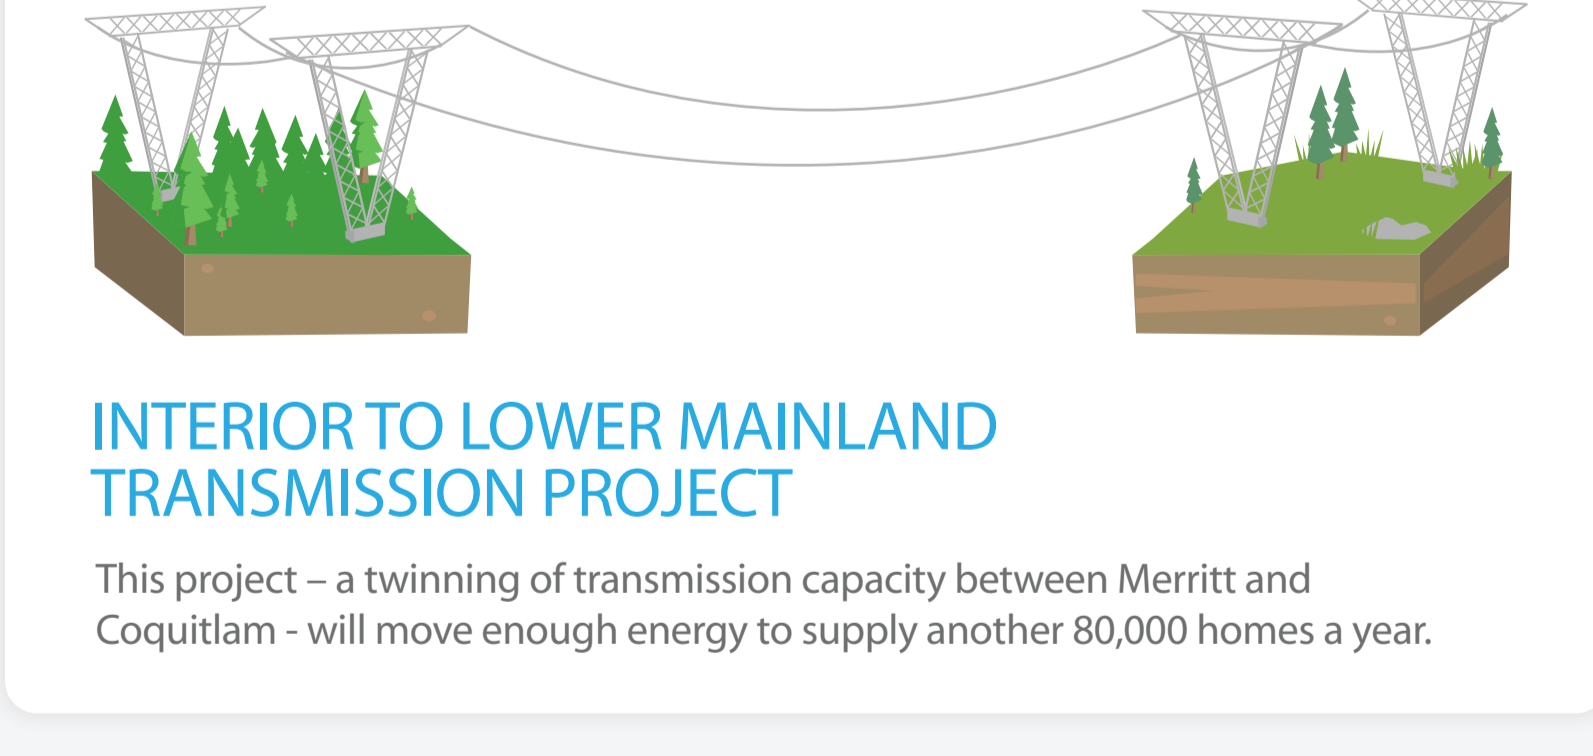 INTERIOR TO LOWER MAINLAND
TRANSMISSION PROJECT
This project – a twinning of transmission capacity between Merritt and
Coquitlam - will move enough energy to supply another 80,000 homes a year.